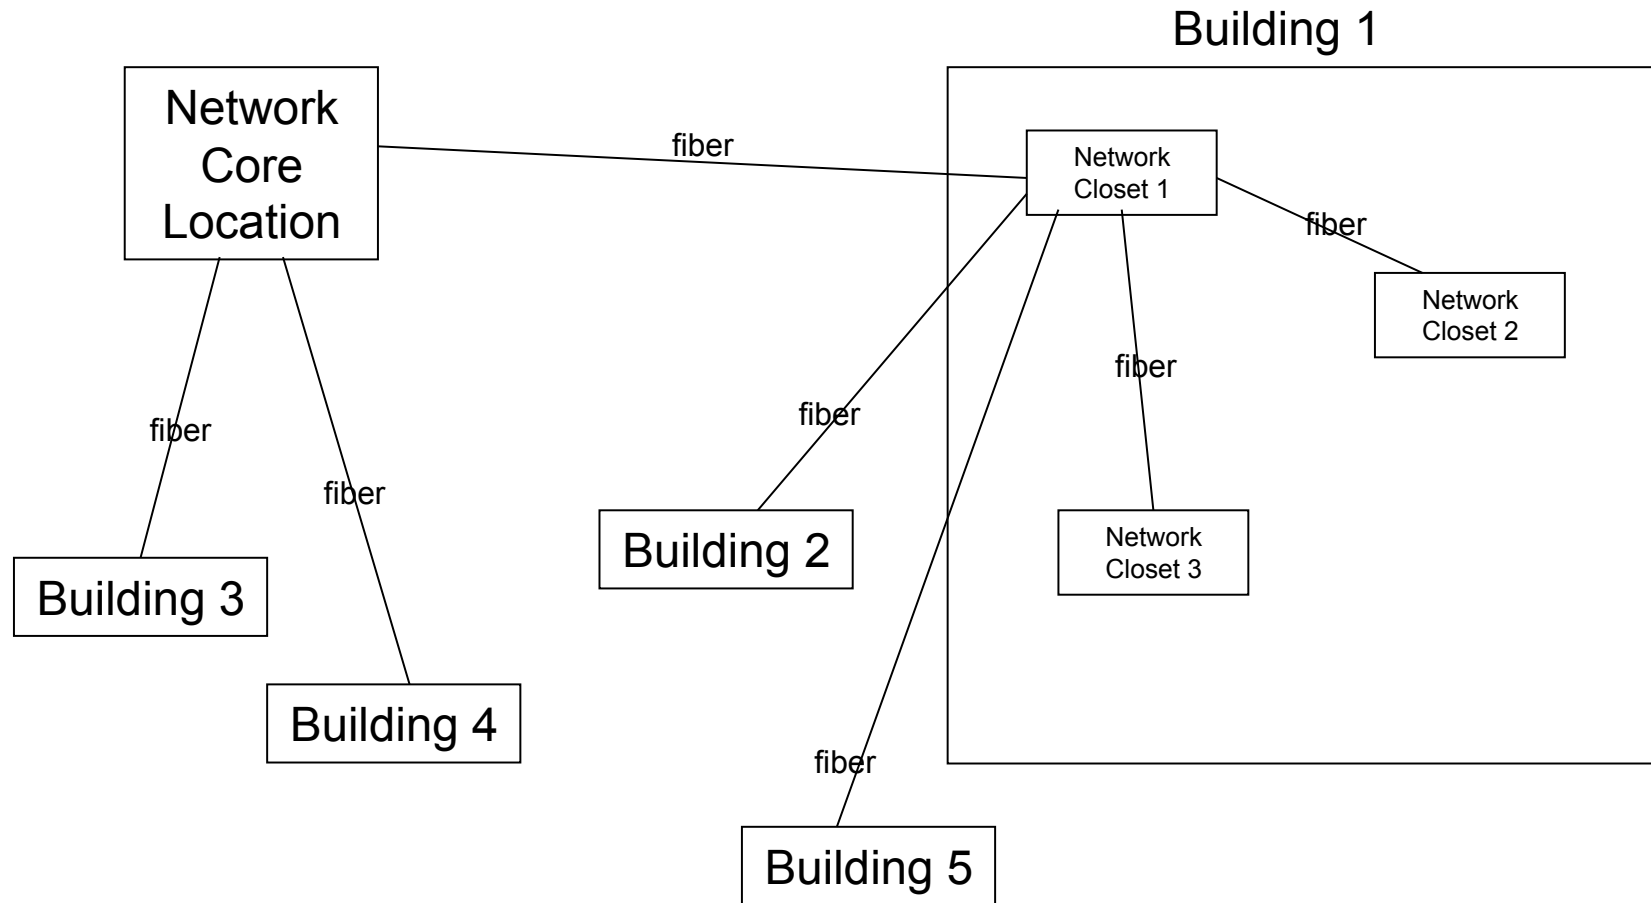 Building 1
Network
Core
Location
fiber
Network
Closet 1
fiber
Network
Closet 2
fiber
fiber
fiber
fiber
fiber
Building 2
Network
Closet 3
Building 3
Building 4
fiber
Building 5